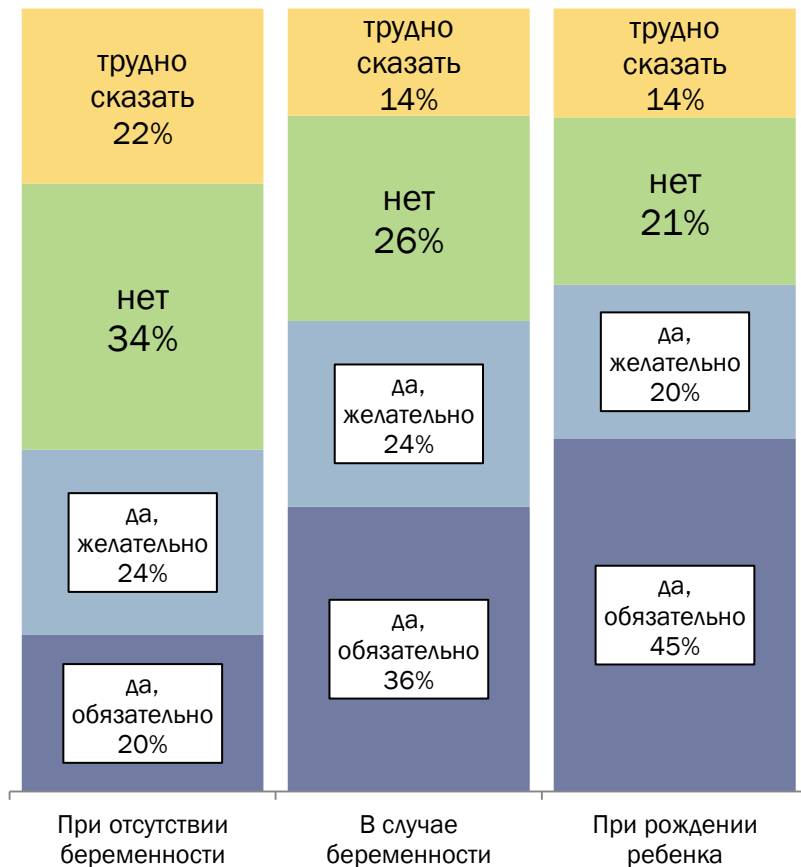 трудно
сказать
22%
нет
34%
да,
желательно
24%
да,
обязательно
20%
При отсутствии
беременности
трудно
сказать
14%
нет
26%
да,
желательно
24%
да,
обязательно
36%
В случае
беременности
трудно
сказать
14%
нет
21%
да,
желательно
20%
да,
обязательно
45%
При рождении
ребенка